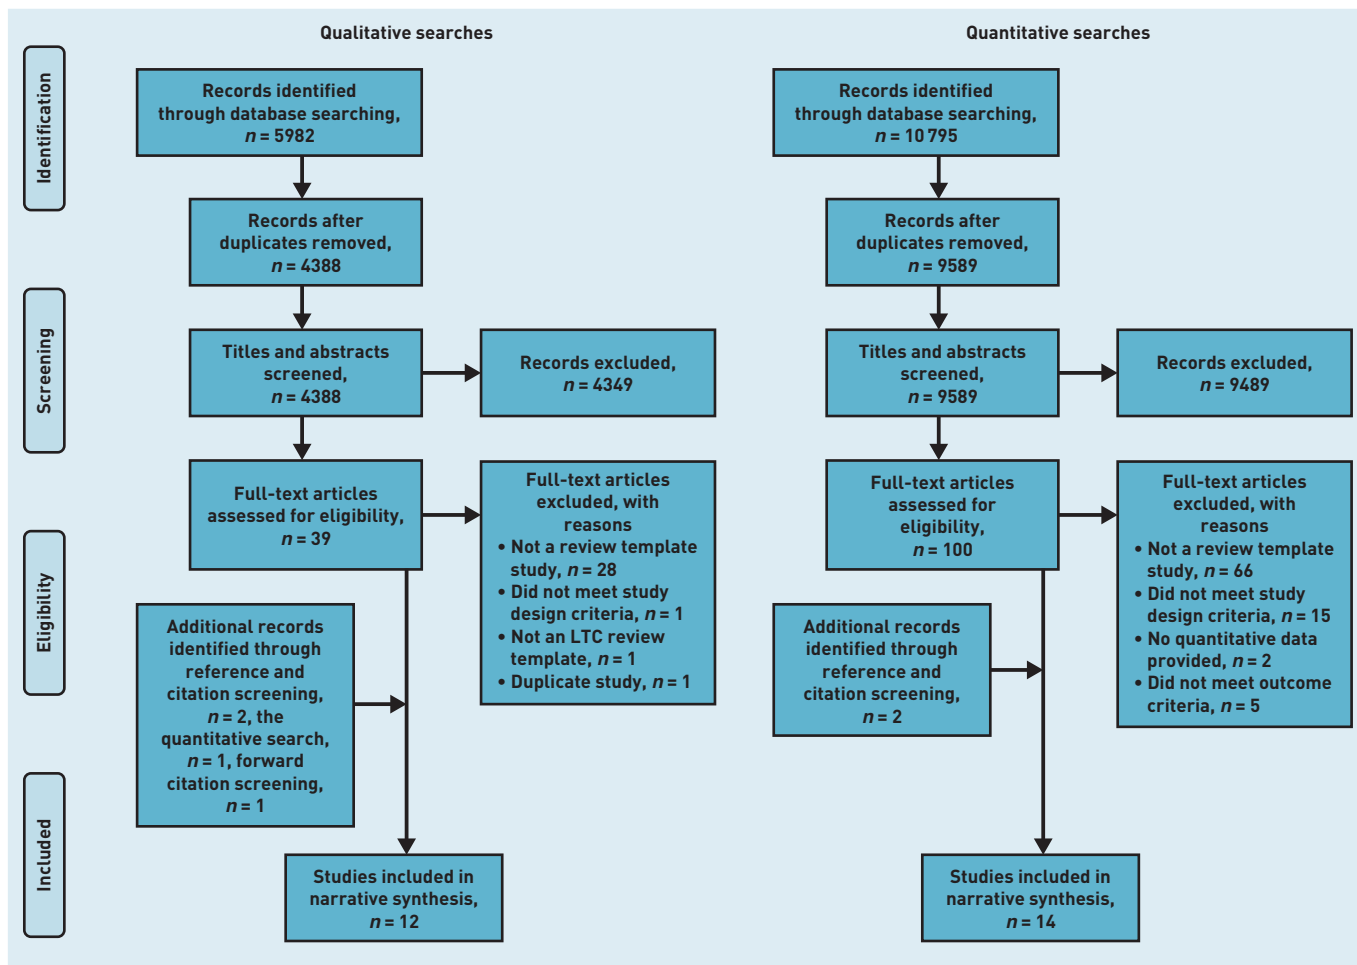 Qualitative searches
Quantitative searches
Identification
Records identified
through database searching,
n = 5982
Records identified
through database searching,
n = 10 795
Records after
duplicates removed,
n = 4388
Records after
duplicates removed,
n = 9589
Screening
Titles and abstracts
screened,
n = 4388
Records excluded,
n = 4349
Titles and abstracts
screened,
n = 9589
Records excluded,
n = 9489
Eligibility
Full-text articles
assessed for eligibility,
n = 39
Full-text articles
excluded, with
reasons
• Not a review template
study, n = 28
• Did not meet study
design criteria, n = 1
• Not an LTC review
template, n = 1
• Duplicate study, n = 1
Full-text articles
assessed for
eligibility,
n = 100
Full-text articles
excluded, with
reasons
• Not a review template
study, n = 66
• Did not meet study
design criteria, n = 15
• No quantitative data
provided, n = 2
• Did not meet outcome
criteria, n = 5
Additional records
identified through
reference and
citation screening,
n = 2, the
quantitative search,
n = 1, forward
citation screening,
n = 1
Additional records
identified through
reference and
citation screening,
n = 2
Included
Studies included in
narrative synthesis,
n = 12
Studies included in
narrative synthesis,
n = 14